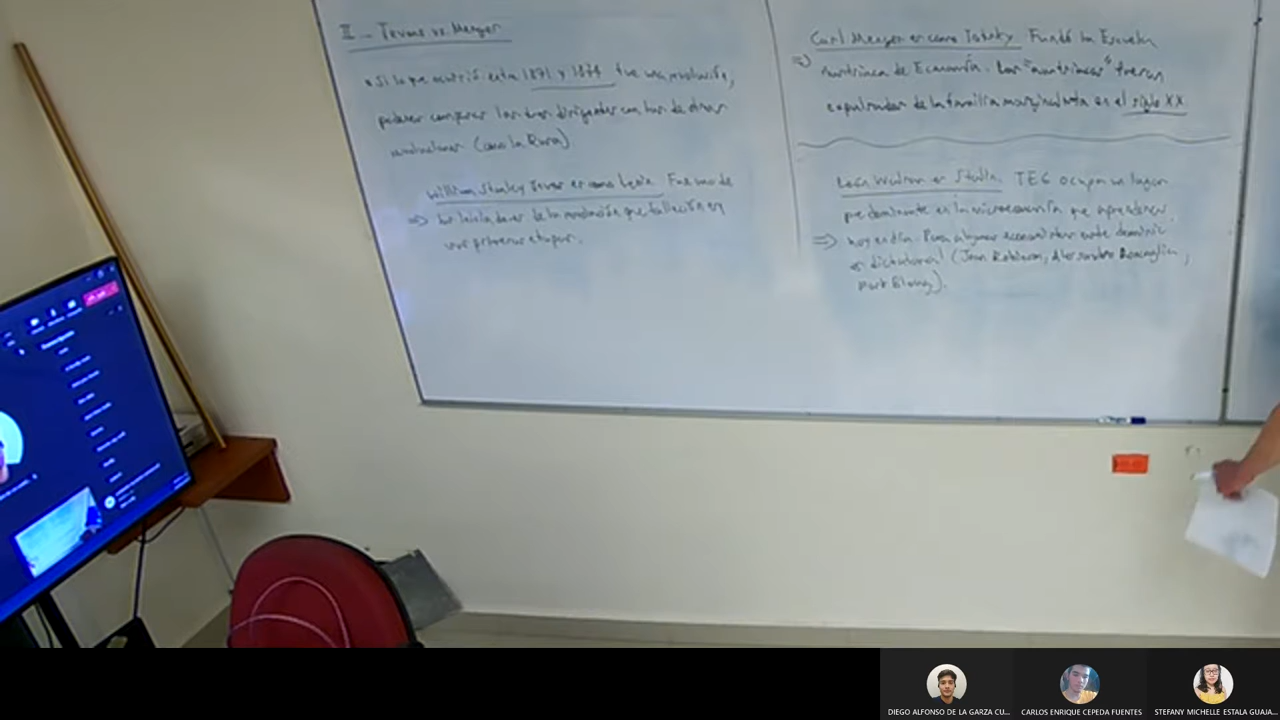 II _ Jevons vs. Menger
• Si lo que ocurrió entre 1871 y 1874 fue una revolución,
podemos comparar los tres dirigentes con los de otras
revoluciones (como la Rusa)
William Stanley Jevons es como Lenin. Fue uno de
=> los leaders de la revolución que falleció en
sus primeras etapas.
Carl Menger es como Trotsky. Fundó la Escuela
=> Austriaca de Economía. Los "austriacos" fueron
expulsados de la familia marginalista en el siglo XX
León Walras es Stalin. TEG ocupa un lugar
predominante en la microeconomía que aprendemos
=> hoy en día. Para algunos economistas este dominio
es dictatorial (Joan Robinson, Alessandro Roncaglia,
Mark Blaug).
DIEGO ALFONSO DE LA GARZA CU...
CARLOS ENRIQUE CEPEDA FUENTES
STEFANY MICHELLE ESTALA GUAJA...